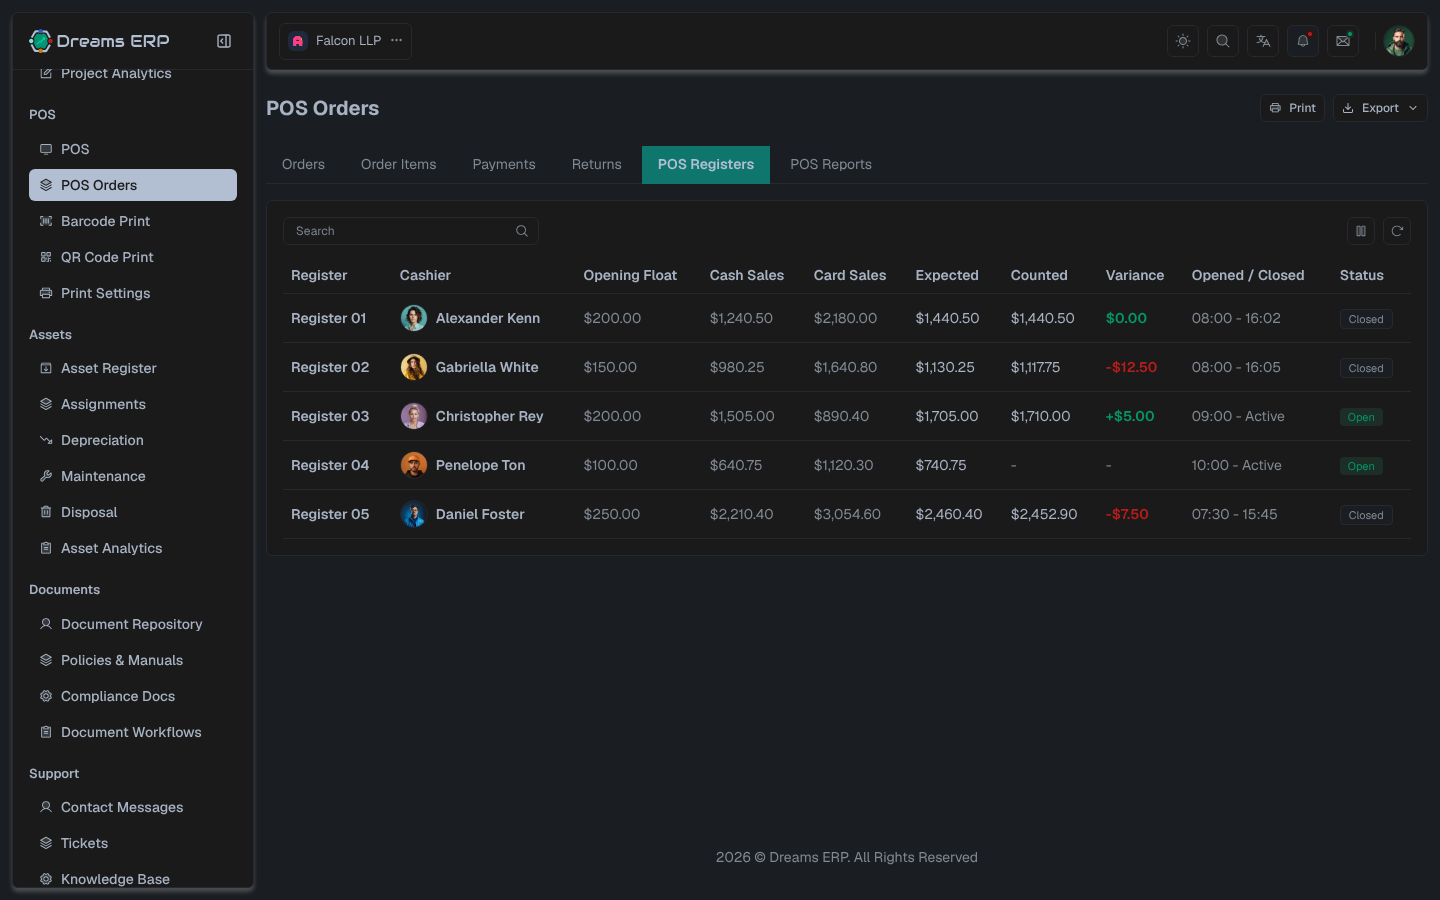 Dreams ERP
Project Analytics
POS
POS
POS Orders
Barcode Print
QR Code Print
Print Settings
Assets
Asset Register
Assignments
Depreciation
Maintenance
Disposal
Asset Analytics
Documents
Document Repository
Policies & Manuals
Compliance Docs
Document Workflows
Support
Contact Messages
Tickets
Knowledge Base
Falcon LLP ...
POS Orders
Print
Export
Orders Order Items Payments Returns POS Registers POS Reports
Search
Register Cashier Opening Float Cash Sales Card Sales Expected Counted Variance Opened / Closed Status
Register 01 Alexander Kenn $200.00 $1,240.50 $2,180.00 $1,440.50 $1,440.50 $0.00 08:00 - 16:02 Closed
Register 02 Gabriella White $150.00 $980.25 $1,640.80 $1,130.25 $1,117.75 -$12.50 08:00 - 16:05 Closed
Register 03 Christopher Rey $200.00 $1,505.00 $890.40 $1,705.00 $1,710.00 +$5.00 09:00 - Active Open
Register 04 Penelope Ton $100.00 $640.75 $1,120.30 $740.75 - - 10:00 - Active Open
Register 05 Daniel Foster $250.00 $2,210.40 $3,054.60 $2,460.40 $2,452.90 -$7.50 07:30 - 15:45 Closed
2026 © Dreams ERP. All Rights Reserved